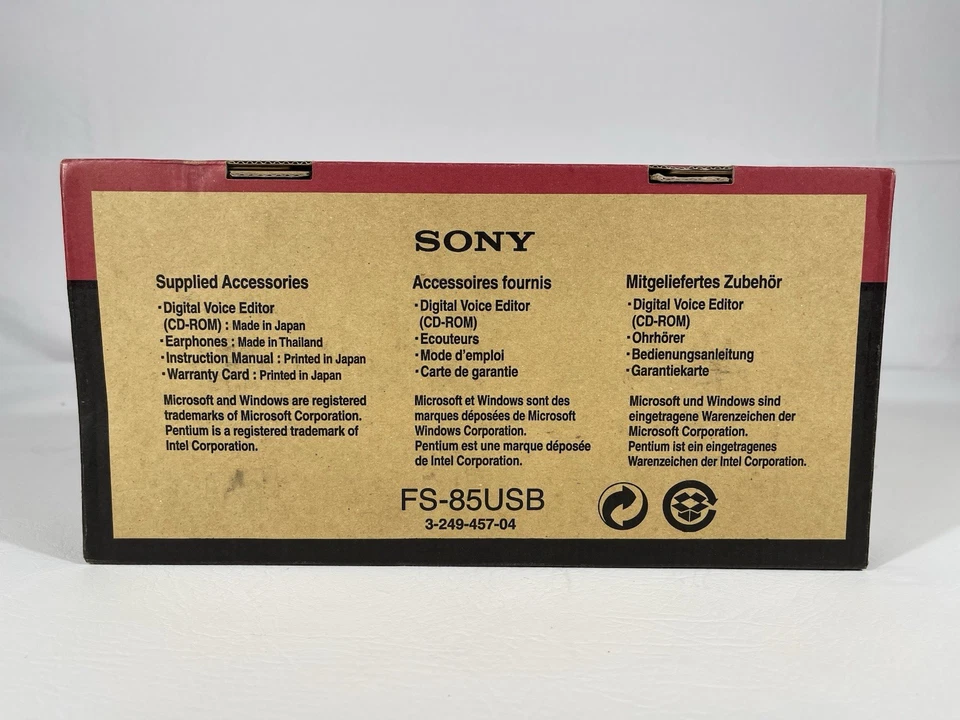 SONY
Supplied Accessories
·Digital Voice Editor
(CD-ROM) : Made in Japan
·Earphones : Made in Thailand
·Instruction Manual : Printed in Japan
·Warranty Card : Printed in Japan
Microsoft and Windows are registered
trademarks of Microsoft Corporation.
Pentium is a registered trademark of
Intel Corporation.
Accessoires fournis
·Digital Voice Editor
(CD-ROM)
·Ecouteurs
·Mode d'emploi
·Carte de garantie
Microsoft et Windows sont des
marques déposées de Microsoft
Windows Corporation.
Pentium est une marque déposée
de Intel Corporation.
Mitgeliefertes Zubehör
·Digital Voice Editor
(CD-ROM)
·Ohrhörer
·Bedienungsanleitung
·Garantiekarte
Microsoft und Windows sind
eingetragene Warenzeichen der
Microsoft Corporation.
Pentium ist ein eingetragenes
Warenzeichen der Intel Corporation.
FS-85USB
3-249-457-04